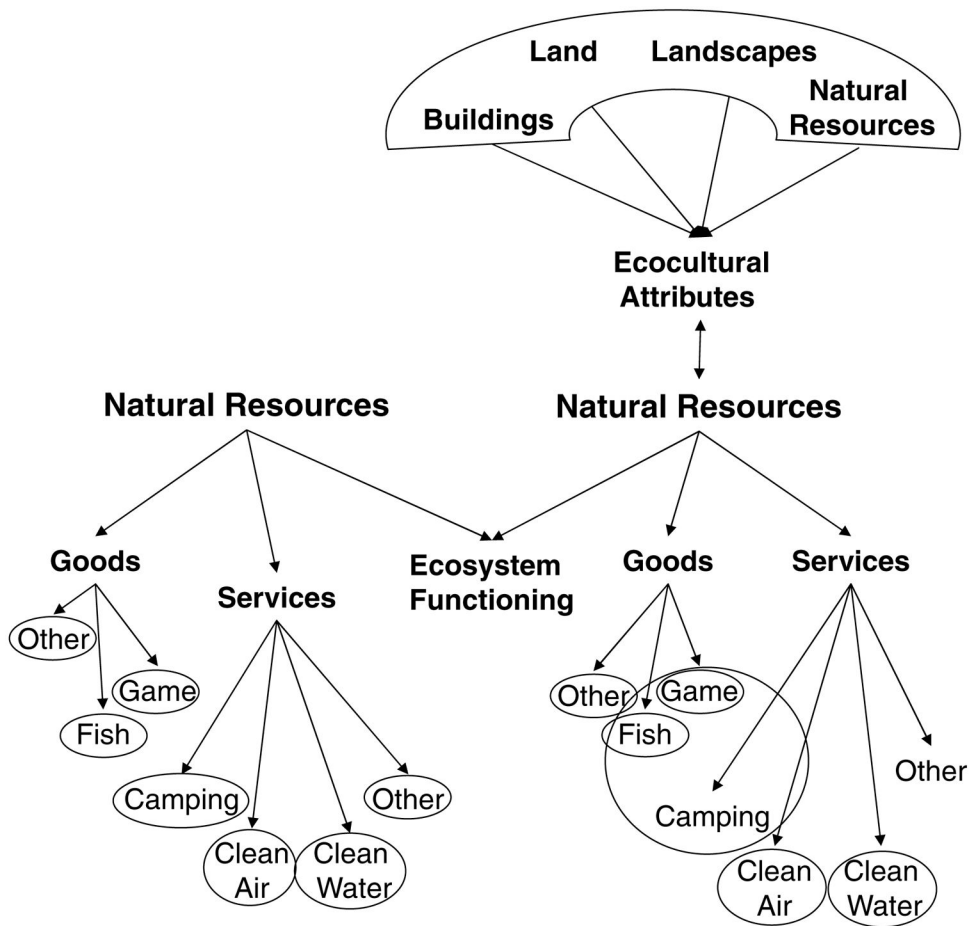 Land Landscapes
Buildings
Natural
Resources
Ecocultural
Attributes
Natural Resources
Natural Resources
Goods
Services
Ecosystem
Functioning
Goods
Services
Other
Game
Fish
Camping
Other
Clean
Air
Clean
Water
Other
Game
Fish
Camping
Other
Clean
Air
Clean
Water